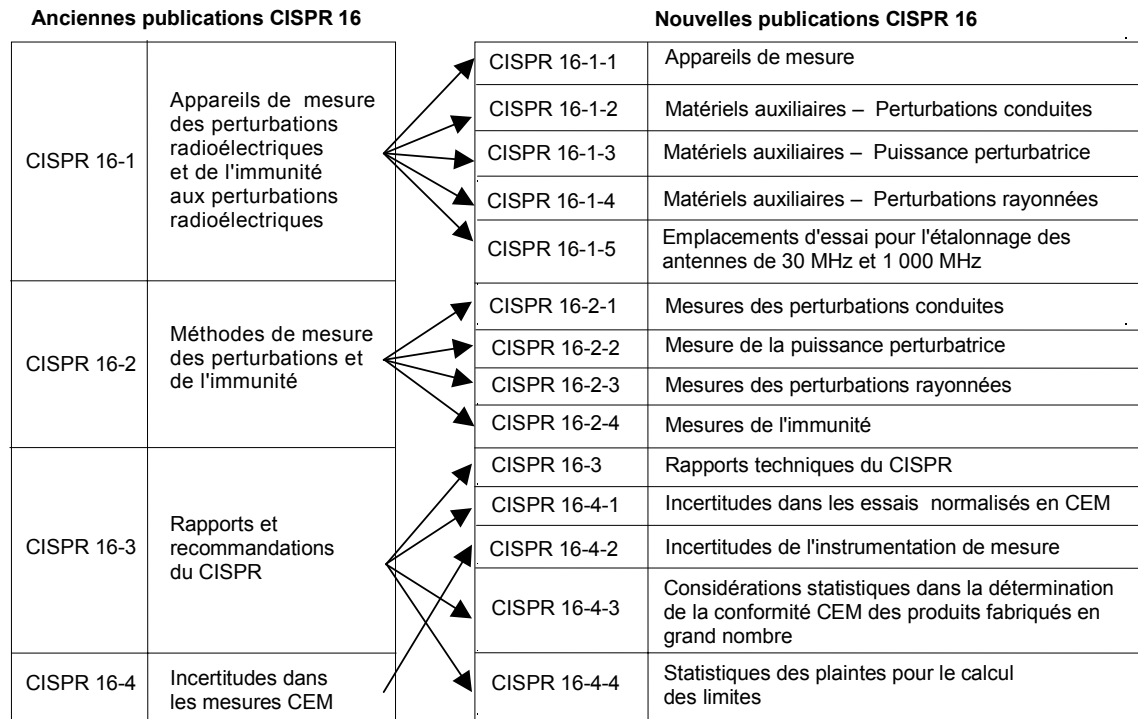 Anciennes publications CISPR 16
Nouvelles publications CISPR 16
CISPR 16-1
Appareils de mesure
des perturbations
radioélectriques
et de l'immunité
aux perturbations
radioélectriques
CISPR 16-2
Méthodes de mesure
des perturbations et
de l'immunité
CISPR 16-3
Rapports et
recommandations
du CISPR
CISPR 16-4
Incertitudes dans
les mesures CEM
CISPR 16-1-1
Appareils de mesure
CISPR 16-1-2
Matériels auxiliaires – Perturbations conduites
CISPR 16-1-3
Matériels auxiliaires – Puissance perturbatrice
CISPR 16-1-4
Matériels auxiliaires – Perturbations rayonnées
CISPR 16-1-5
Emplacements d'essai pour l'étalonnage des
antennes de 30 MHz et 1 000 MHz
CISPR 16-2-1
Mesures des perturbations conduites
CISPR 16-2-2
Mesure de la puissance perturbatrice
CISPR 16-2-3
Mesures des perturbations rayonnées
CISPR 16-2-4
Mesures de l'immunité
CISPR 16-3
Rapports techniques du CISPR
CISPR 16-4-1
Incertitudes dans les essais normalisés en CEM
CISPR 16-4-2
Incertitudes de l'instrumentation de mesure
CISPR 16-4-3
Considérations statistiques dans la détermination
de la conformité CEM des produits fabriqués en
grand nombre
CISPR 16-4-4
Statistiques des plaintes pour le calcul
des limites